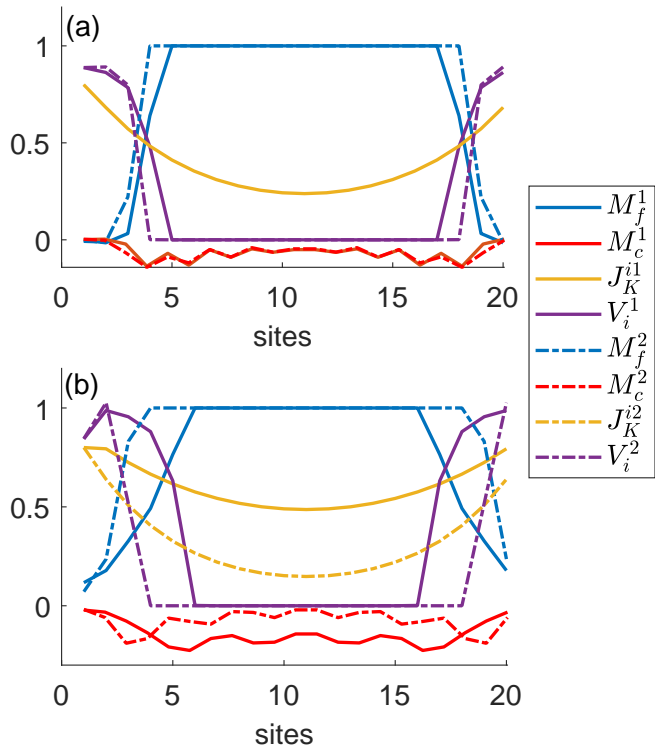 (a)
1
0.5
0
0 5 10 15 20
sites
(b)
1
0.5
0
0 5 10 15 20
sites
M_f^1
M_c^1
J_K^{i1}
V_i^1
M_f^2
M_c^2
J_K^{i2}
V_i^2